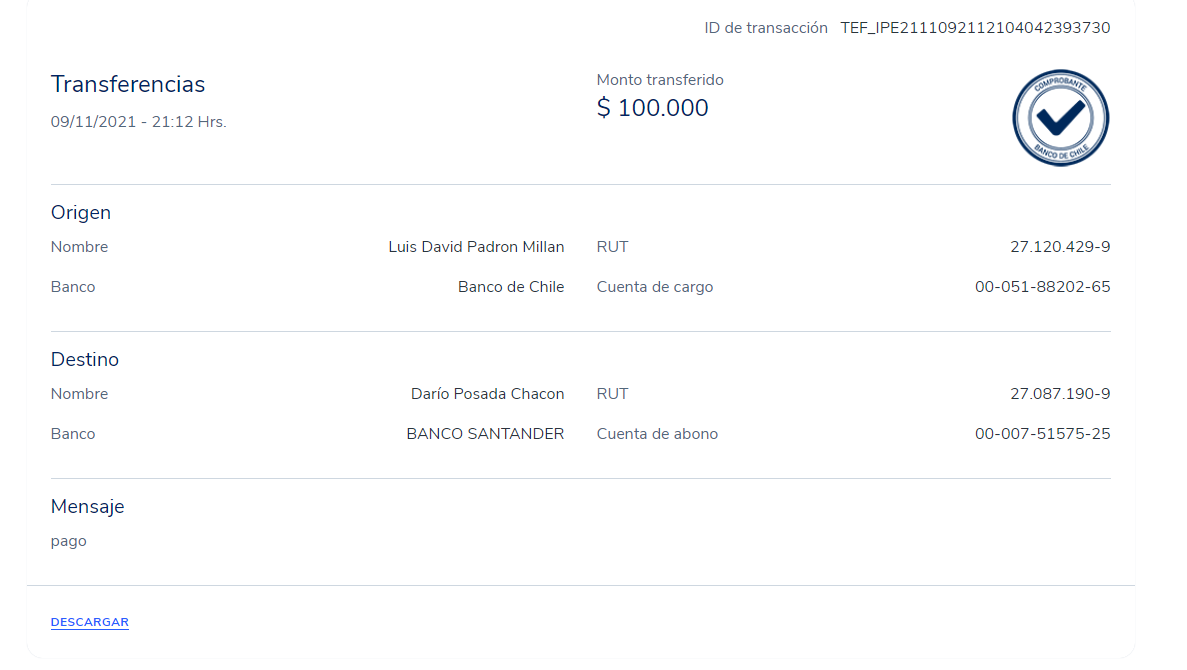 ID de transacción TEF_IPE2111092112104042393730
Transferencias
09/11/2021 - 21:12 Hrs.
Monto transferido
$ 100.000
COMPROBANTE
BANCO DE CHILE
Origen
Nombre Luis David Padron Millan RUT 27.120.429-9
Banco Banco de Chile Cuenta de cargo 00-051-88202-65
Destino
Nombre Darío Posada Chacon RUT 27.087.190-9
Banco BANCO SANTANDER Cuenta de abono 00-007-51575-25
Mensaje
pago
DESCARGAR